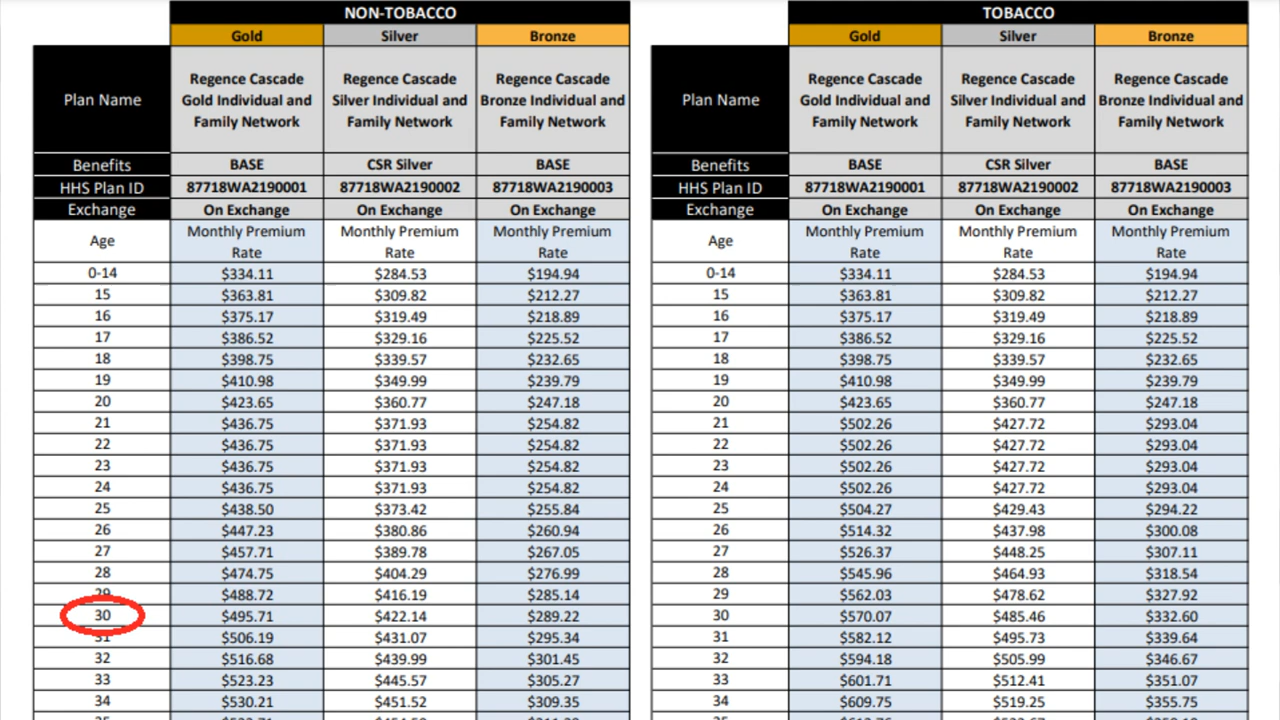 NON-TOBACCO TOBACCO
Gold Silver Bronze Gold Silver Bronze
Plan Name Regence Cascade Gold Individual and Family Network Regence Cascade Silver Individual and Family Network Regence Cascade Bronze Individual and Family Network Plan Name Regence Cascade Gold Individual and Family Network Regence Cascade Silver Individual and Family Network Regence Cascade Bronze Individual and Family Network
Benefits BASE CSR Silver BASE Benefits BASE CSR Silver BASE
HHS Plan ID 87718WA2190001 87718WA2190002 87718WA2190003 HHS Plan ID 87718WA2190001 87718WA2190002 87718WA2190003
Exchange On Exchange On Exchange On Exchange Exchange On Exchange On Exchange On Exchange
Age Monthly Premium Rate Monthly Premium Rate Monthly Premium Rate Age Monthly Premium Rate Monthly Premium Rate Monthly Premium Rate
0-14 $334.11 $284.53 $194.94 0-14 $334.11 $284.53 $194.94
15 $363.81 $309.82 $212.27 15 $363.81 $309.82 $212.27
16 $375.17 $319.49 $218.89 16 $375.17 $319.49 $218.89
17 $386.52 $329.16 $225.52 17 $386.52 $329.16 $225.52
18 $398.75 $339.57 $232.65 18 $398.75 $339.57 $232.65
19 $410.98 $349.99 $239.79 19 $410.98 $349.99 $239.79
20 $423.65 $360.77 $247.18 20 $423.65 $360.77 $247.18
21 $436.75 $371.93 $254.82 21 $502.26 $427.72 $293.04
22 $436.75 $371.93 $254.82 22 $502.26 $427.72 $293.04
23 $436.75 $371.93 $254.82 23 $502.26 $427.72 $293.04
24 $436.75 $371.93 $254.82 24 $502.26 $427.72 $293.04
25 $438.50 $373.42 $255.84 25 $504.27 $429.43 $294.22
26 $447.23 $380.86 $260.94 26 $514.32 $437.98 $300.08
27 $457.71 $389.78 $267.05 27 $526.37 $448.25 $307.11
28 $474.75 $404.29 $276.99 28 $545.96 $464.93 $318.54
29 $488.72 $416.19 $285.14 29 $562.03 $478.62 $327.92
30 $495.71 $422.14 $289.22 30 $570.07 $485.46 $332.60
31 $506.19 $431.07 $295.34 31 $582.12 $495.73 $339.64
32 $516.68 $439.99 $301.45 32 $594.18 $505.99 $346.67
33 $523.23 $445.57 $305.27 33 $601.71 $512.41 $351.07
34 $530.21 $451.52 $309.35 34 $609.75 $519.25 $355.75